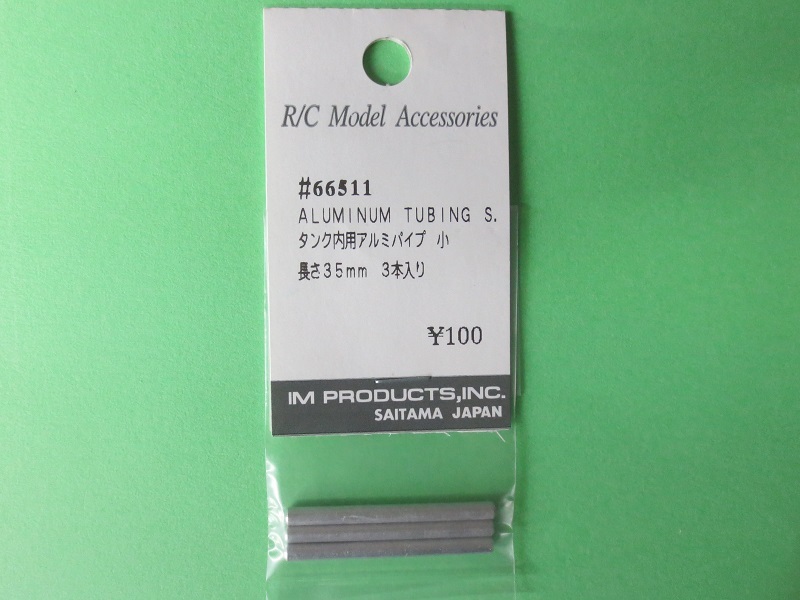 R/C Model Accessories
#66511
ALUMINUM TUBING S.
タンク内用アルミパイプ 小
長さ35mm 3本入り
¥100
IM PRODUCTS,INC.
SAITAMA JAPAN